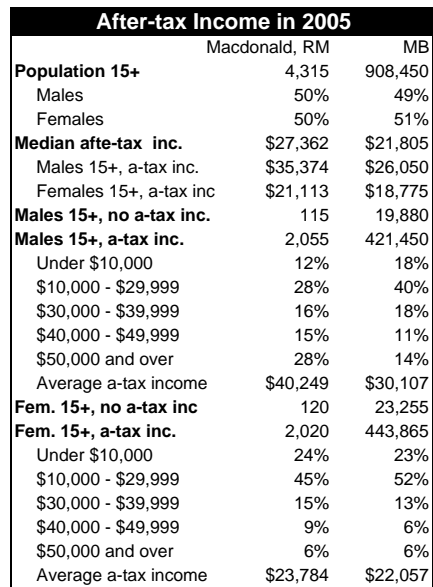 After-tax Income in 2005
Macdonald, RM MB
Population 15+ 4,315 908,450
Males 50% 49%
Females 50% 51%
Median afte-tax inc. $27,362 $21,805
Males 15+, a-tax inc. $35,374 $26,050
Females 15+, a-tax inc $21,113 $18,775
Males 15+, no a-tax inc. 115 19,880
Males 15+, a-tax inc. 2,055 421,450
Under $10,000 12% 18%
$10,000 - $29,999 28% 40%
$30,000 - $39,999 16% 18%
$40,000 - $49,999 15% 11%
$50,000 and over 28% 14%
Average a-tax income $40,249 $30,107
Fem. 15+, no a-tax inc 120 23,255
Fem. 15+, a-tax inc. 2,020 443,865
Under $10,000 24% 23%
$10,000 - $29,999 45% 52%
$30,000 - $39,999 15% 13%
$40,000 - $49,999 9% 6%
$50,000 and over 6% 6%
Average a-tax income $23,784 $22,057